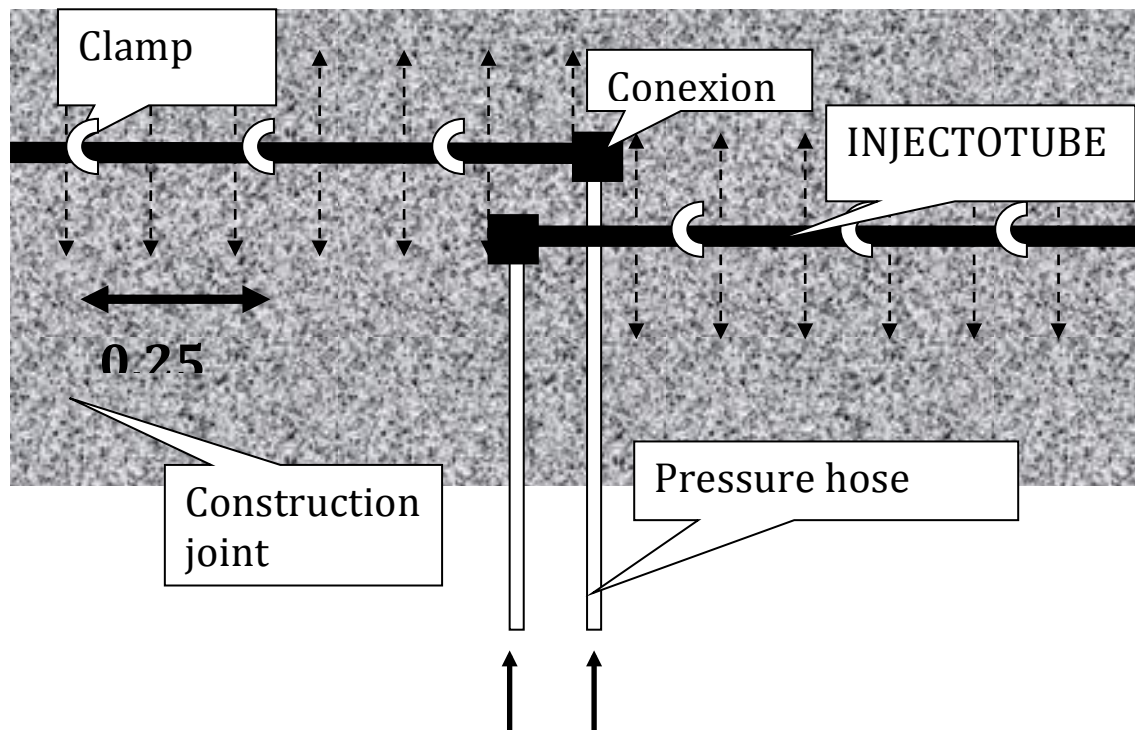 Clamp
Conexion
INJECTOTUBE
0.25
Pressure hose
Construction
joint